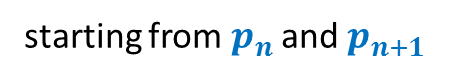 starting from pₙ and pₙ₊₁